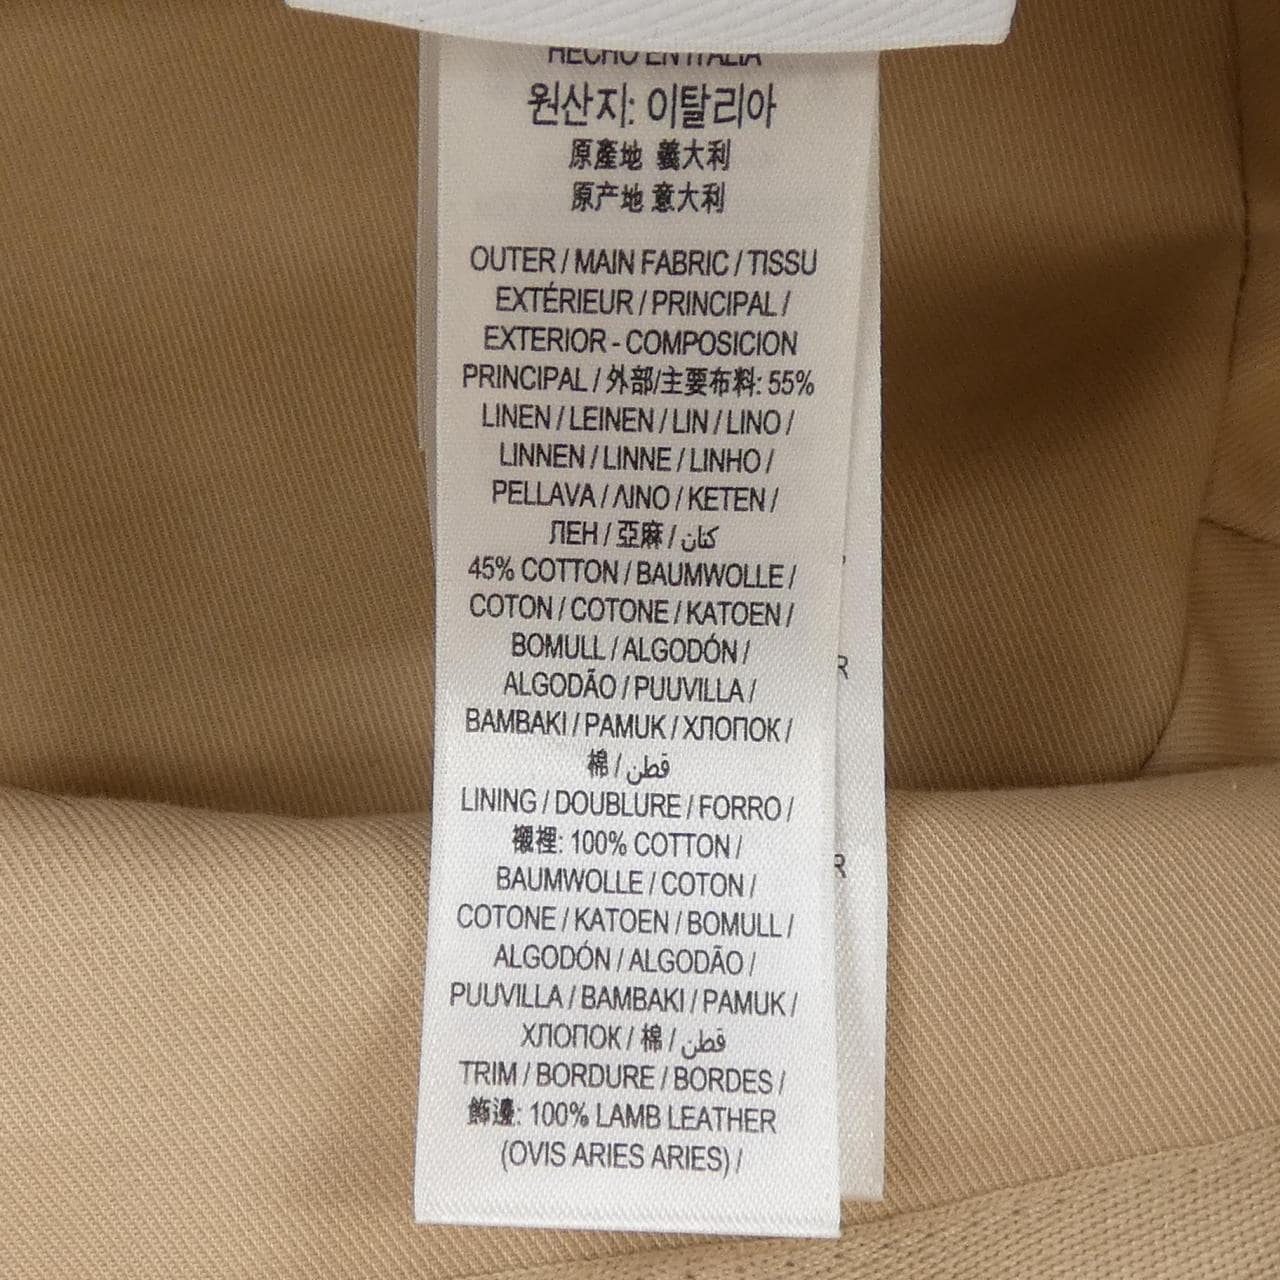 HECHO EN ITALIA
원산지: 이탈리아
原產地 義大利
原产地 意大利
OUTER / MAIN FABRIC / TISSU
EXTÉRIEUR / PRINCIPAL /
EXTERIOR - COMPOSICION
PRINCIPAL / 外部/主要布料: 55%
LINEN / LEINEN / LIN / LINO /
LINNEN / LINNE / LINHO /
PELLAVA / ΛΙΝΟ / KETEN /
ЛЕН / 亞麻 / كتان
45% COTTON / BAUMWOLLE /
COTON / COTONE / KATOEN /
BOMULL / ALGODÓN /
ALGODÃO / PUUVILLA /
BAMBAKI / PAMUK / ХЛОПОК /
棉 / قطن
LINING / DOUBLURE / FORRO /
襯裡: 100% COTTON /
BAUMWOLLE / COTON /
COTONE / KATOEN / BOMULL /
ALGODÓN / ALGODÃO /
PUUVILLA / BAMBAKI / PAMUK /
ХЛОПОК / 棉 / قطن
TRIM / BORDURE / BORDES /
飾邊: 100% LAMB LEATHER
(OVIS ARIES ARIES) /
R
R